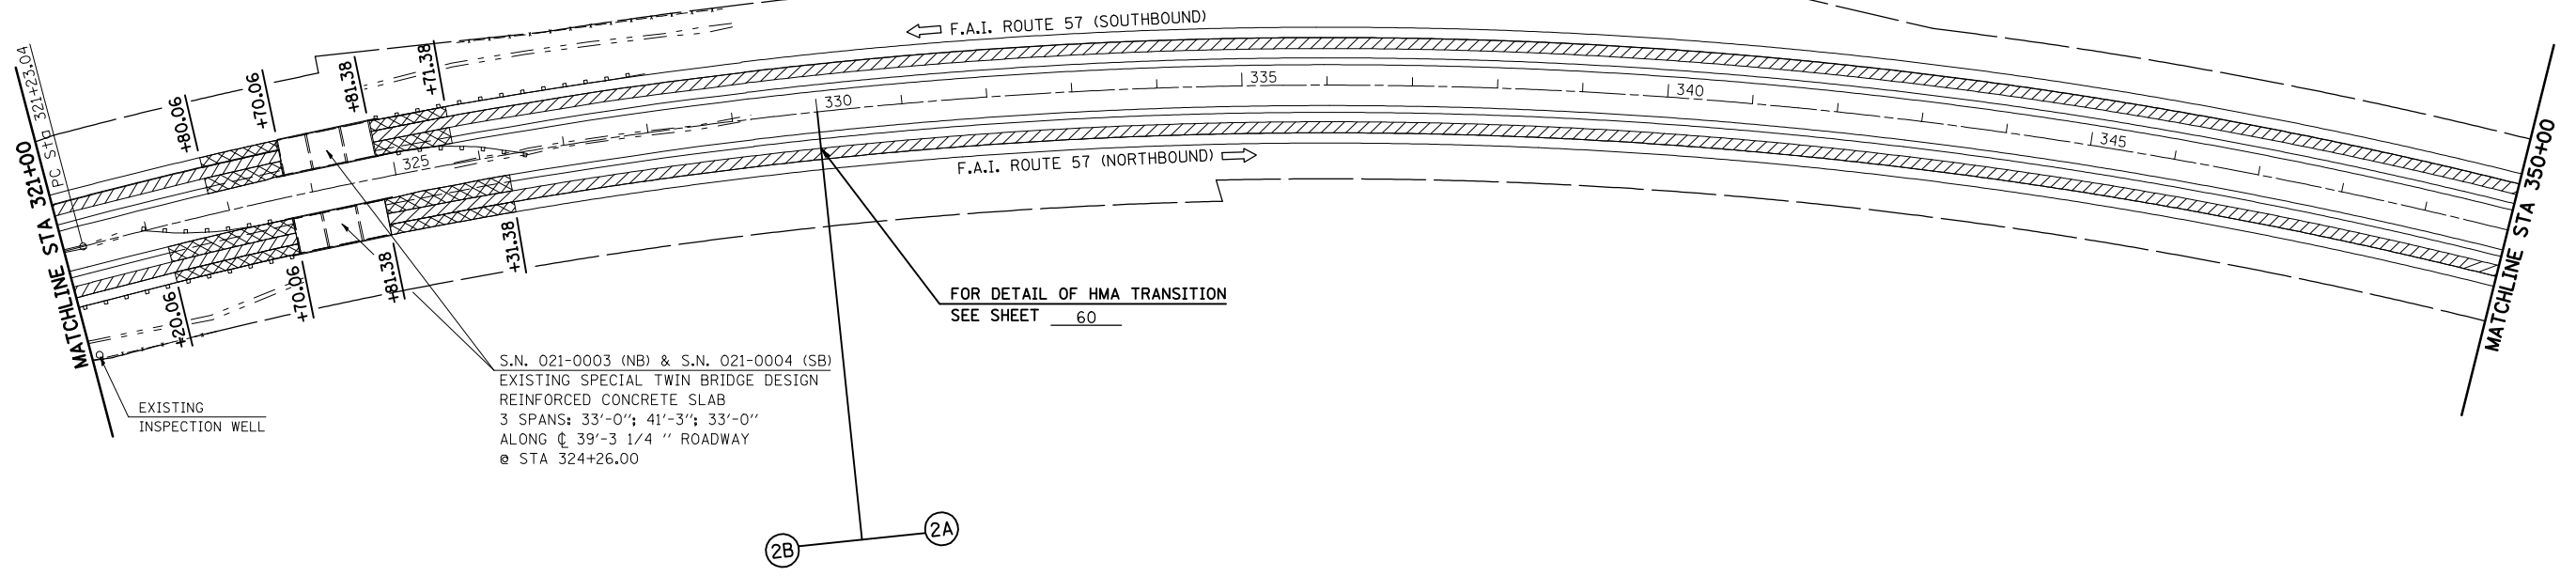 F.A.I. ROUTE 57 (SOUTHBOUND)
MATCHLINE STA 321+00
PC Sta 321+23.04
+80.06
+70.06
+81.38
+71.38
325
330
335
340
345
F.A.I. ROUTE 57 (NORTHBOUND)
MATCHLINE STA 350+00
+20.06
+70.06
+81.38
+31.38
FOR DETAIL OF HMA TRANSITION
SEE SHEET 60
S.N. 021-0003 (NB) & S.N. 021-0004 (SB)
EXISTING SPECIAL TWIN BRIDGE DESIGN
REINFORCED CONCRETE SLAB
3 SPANS: 33'-0"; 41'-3"; 33'-0"
ALONG ℄ 39'-3 1/4 " ROADWAY
@ STA 324+26.00
EXISTING
INSPECTION WELL
2B
2A